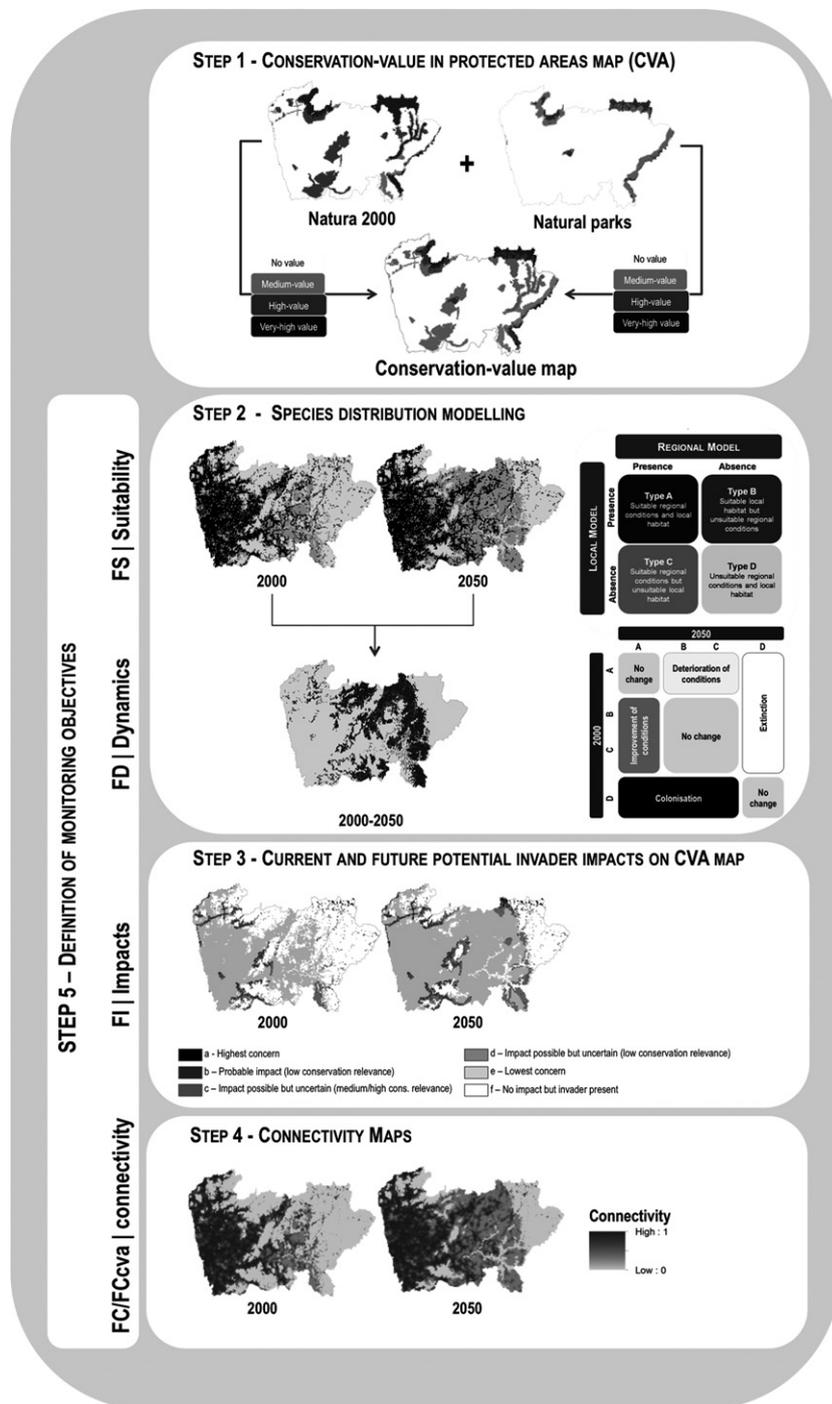 STEP 1 - CONSERVATION-VALUE IN PROTECTED AREAS MAP (CVA)
+
Natura 2000
Natural parks
No value
Medium-value
High-value
Very-high value
No value
Medium-value
High-value
Very-high value
Conservation-value map
STEP 5 – DEFINITION OF MONITORING OBJECTIVES
FS | Suitability
FD | Dynamics
FI | Impacts
FC/FCcva | connectivity
STEP 2 - SPECIES DISTRIBUTION MODELLING
2000
2050
2000-2050
REGIONAL MODEL
Presence
Absence
LOCAL MODEL
Presence
Absence
Type A
Suitable regional
conditions and local
habitat
Type B
Suitable local
habitat but
unsuitable regional
conditions
Type C
Suitable regional
conditions but
unsuitable local
habitat
Type D
Unsuitable regional
conditions and local
habitat
2050
A
B
C
D
2000
A
B
C
D
No
change
Deterioration of
conditions
Extinction
Improvement of
conditions
No change
Colonisation
No
change
STEP 3 - CURRENT AND FUTURE POTENTIAL INVADER IMPACTS ON CVA MAP
2000
2050
a - Highest concern
b – Probable impact (low conservation relevance)
c – Impact possible but uncertain (medium/high cons. relevance)
d – Impact possible but uncertain (low conservation relevance)
e – Lowest concern
f – No impact but invader present
STEP 4 - CONNECTIVITY MAPS
2000
2050
Connectivity
High : 1
Low : 0